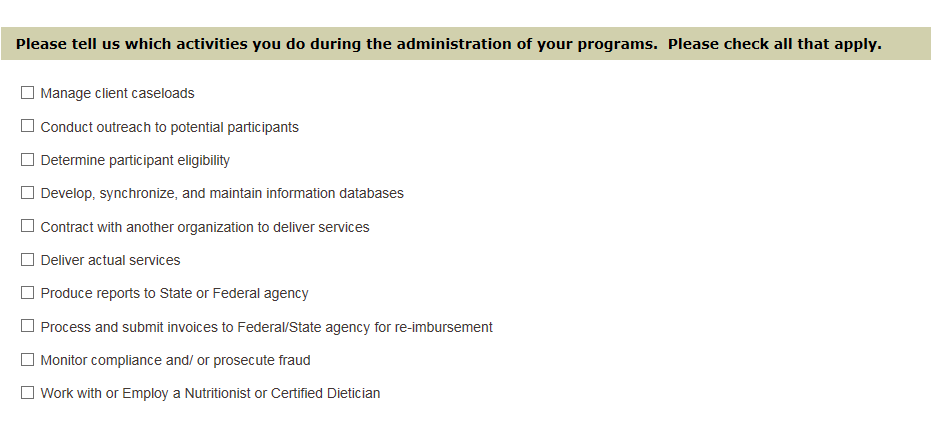 Please tell us which activities you do during the administration of your programs.  Please check all that apply.
Manage client caseloads
Conduct outreach to potential participants
Determine participant eligibility
Develop, synchronize, and maintain information databases
Contract with another organization to deliver services
Deliver actual services
Produce reports to State or Federal agency
Process and submit invoices to Federal/State agency for re-imbursement
Monitor compliance and/ or prosecute fraud
Work with or Employ a Nutritionist or Certified Dietician